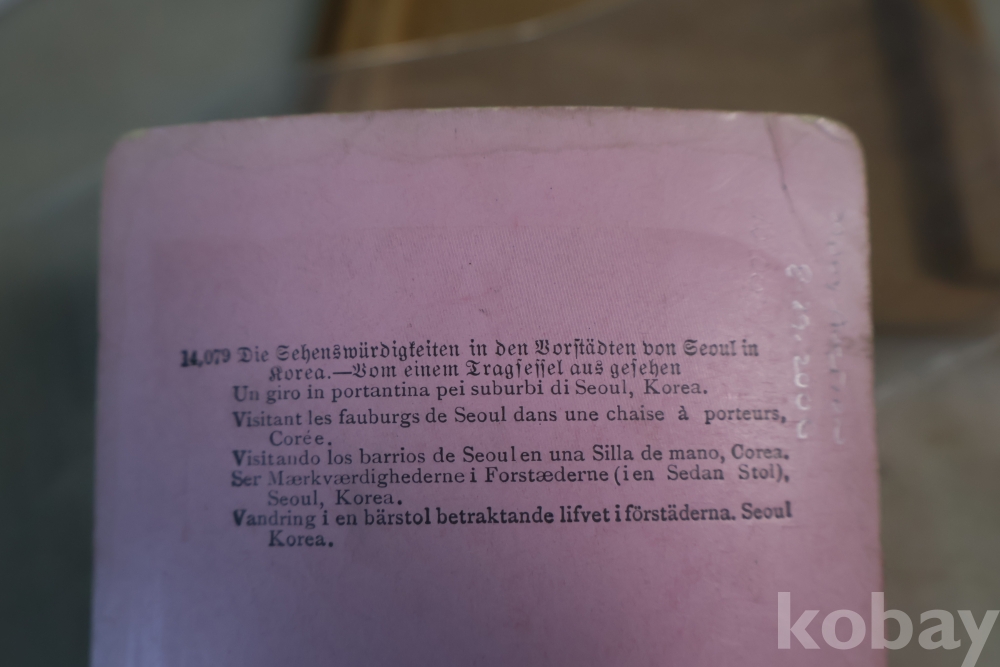 14,079 Die Sehenswürdigkeiten in den Vorstädten von Seoul in
Korea.—Vom einem Tragsessel aus gesehen
Un giro in portantina pei suburbi di Seoul, Korea.
Visitant les fauburgs de Seoul dans une chaise à porteurs,
Corée.
Visitando los barrios de Seoul en una Silla de mano, Corea.
Ser Mærkværdighederne i Forstæderne (i en Sedan Stol),
Seoul, Korea.
Vandring i en bärstol betraktande lifvet i förstäderna. Seoul
Korea.
kobay